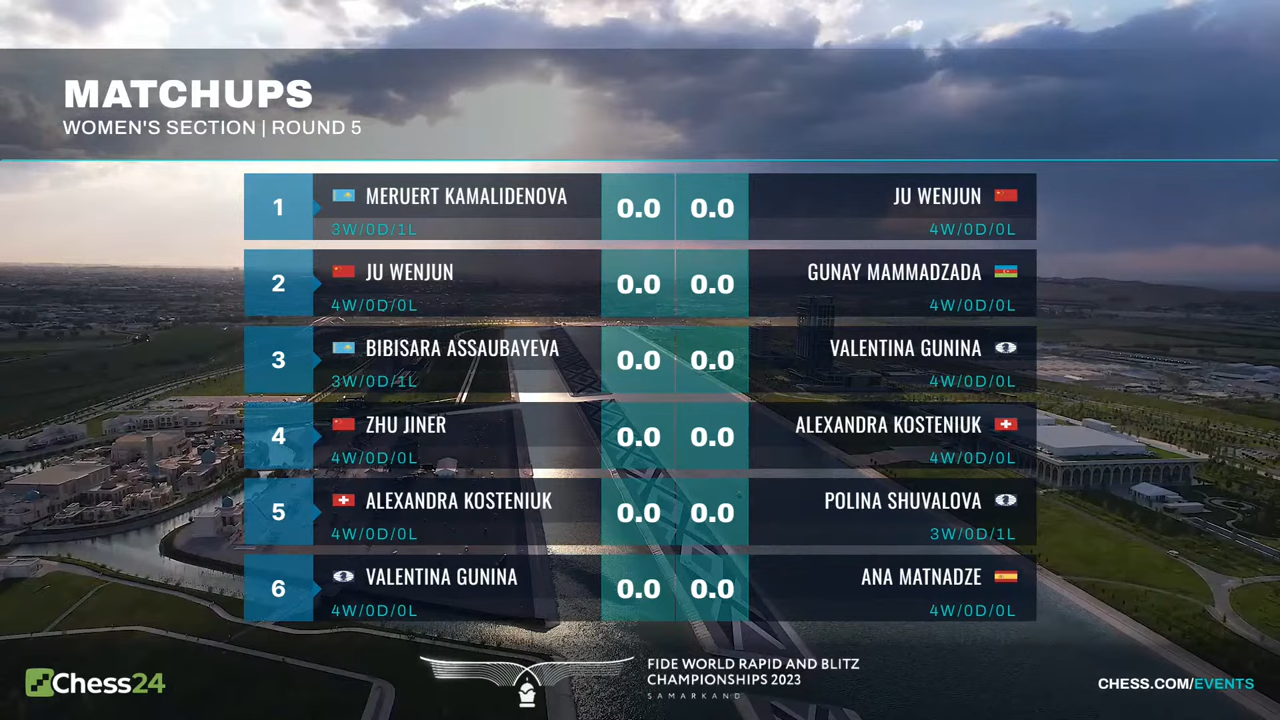 MATCHUPS
WOMEN'S SECTION | ROUND 5
1 MERUERT KAMALIDENOVA 0.0 0.0 JU WENJUN
3W/0D/1L 4W/0D/0L
2 JU WENJUN 0.0 0.0 GUNAY MAMMADZADA
4W/0D/0L 4W/0D/0L
3 BIBISARA ASSAUBAYEVA 0.0 0.0 VALENTINA GUNINA
3W/0D/1L 4W/0D/0L
4 ZHU JINER 0.0 0.0 ALEXANDRA KOSTENIUK
4W/0D/0L 4W/0D/0L
5 ALEXANDRA KOSTENIUK 0.0 0.0 POLINA SHUVALOVA
4W/0D/0L 3W/0D/1L
6 VALENTINA GUNINA 0.0 0.0 ANA MATNADZE
4W/0D/0L 4W/0D/0L
Chess24
FIDE WORLD RAPID AND BLITZ
CHAMPIONSHIPS 2023
SAMARKAND
CHESS.COM/EVENTS